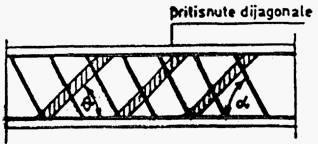 Pritisnute dijagonale
α α